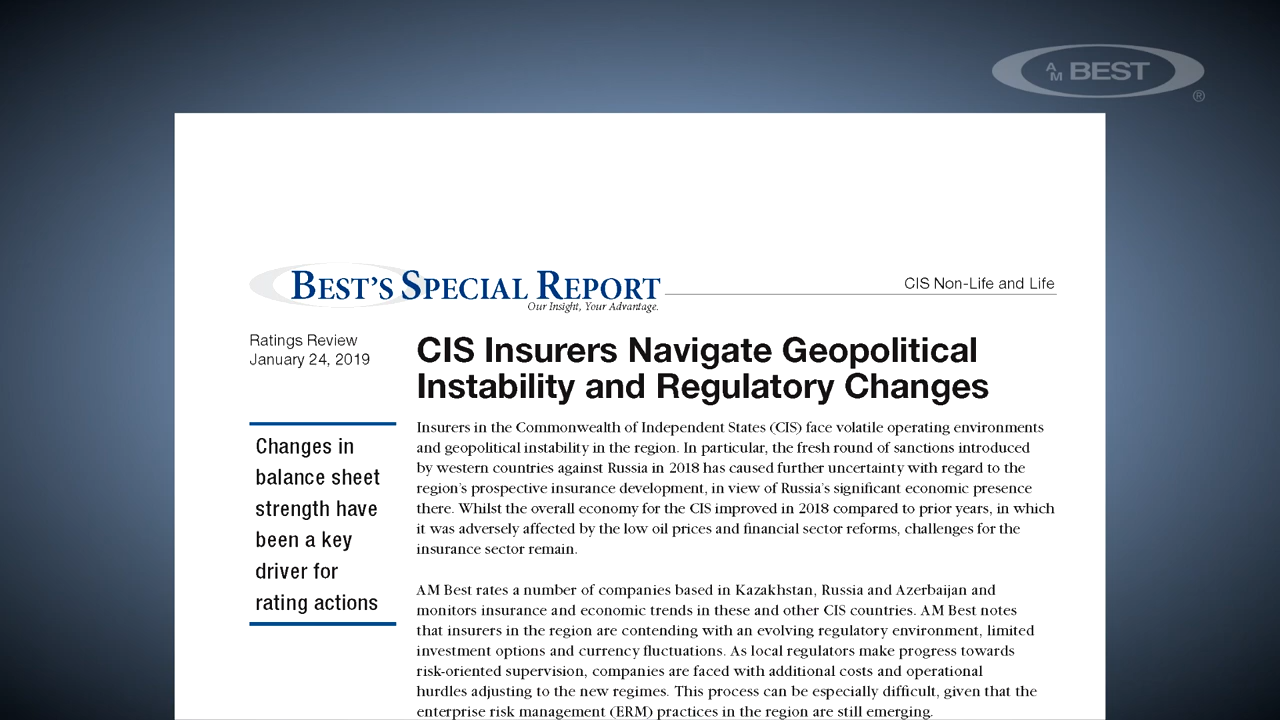 AM BEST
®
BEST'S SPECIAL REPORT
Our Insight, Your Advantage.
CIS Non-Life and Life
Ratings Review
January 24, 2019
CIS Insurers Navigate Geopolitical
Instability and Regulatory Changes
Changes in
balance sheet
strength have
been a key
driver for
rating actions
Insurers in the Commonwealth of Independent States (CIS) face volatile operating environments
and geopolitical instability in the region. In particular, the fresh round of sanctions introduced
by western countries against Russia in 2018 has caused further uncertainty with regard to the
region's prospective insurance development, in view of Russia's significant economic presence
there. Whilst the overall economy for the CIS improved in 2018 compared to prior years, in which
it was adversely affected by the low oil prices and financial sector reforms, challenges for the
insurance sector remain.
AM Best rates a number of companies based in Kazakhstan, Russia and Azerbaijan and
monitors insurance and economic trends in these and other CIS countries. AM Best notes
that insurers in the region are contending with an evolving regulatory environment, limited
investment options and currency fluctuations. As local regulators make progress towards
risk-oriented supervision, companies are faced with additional costs and operational
hurdles adjusting to the new regimes. This process can be especially difficult, given that the
enterprise risk management (ERM) practices in the region are still emerging.